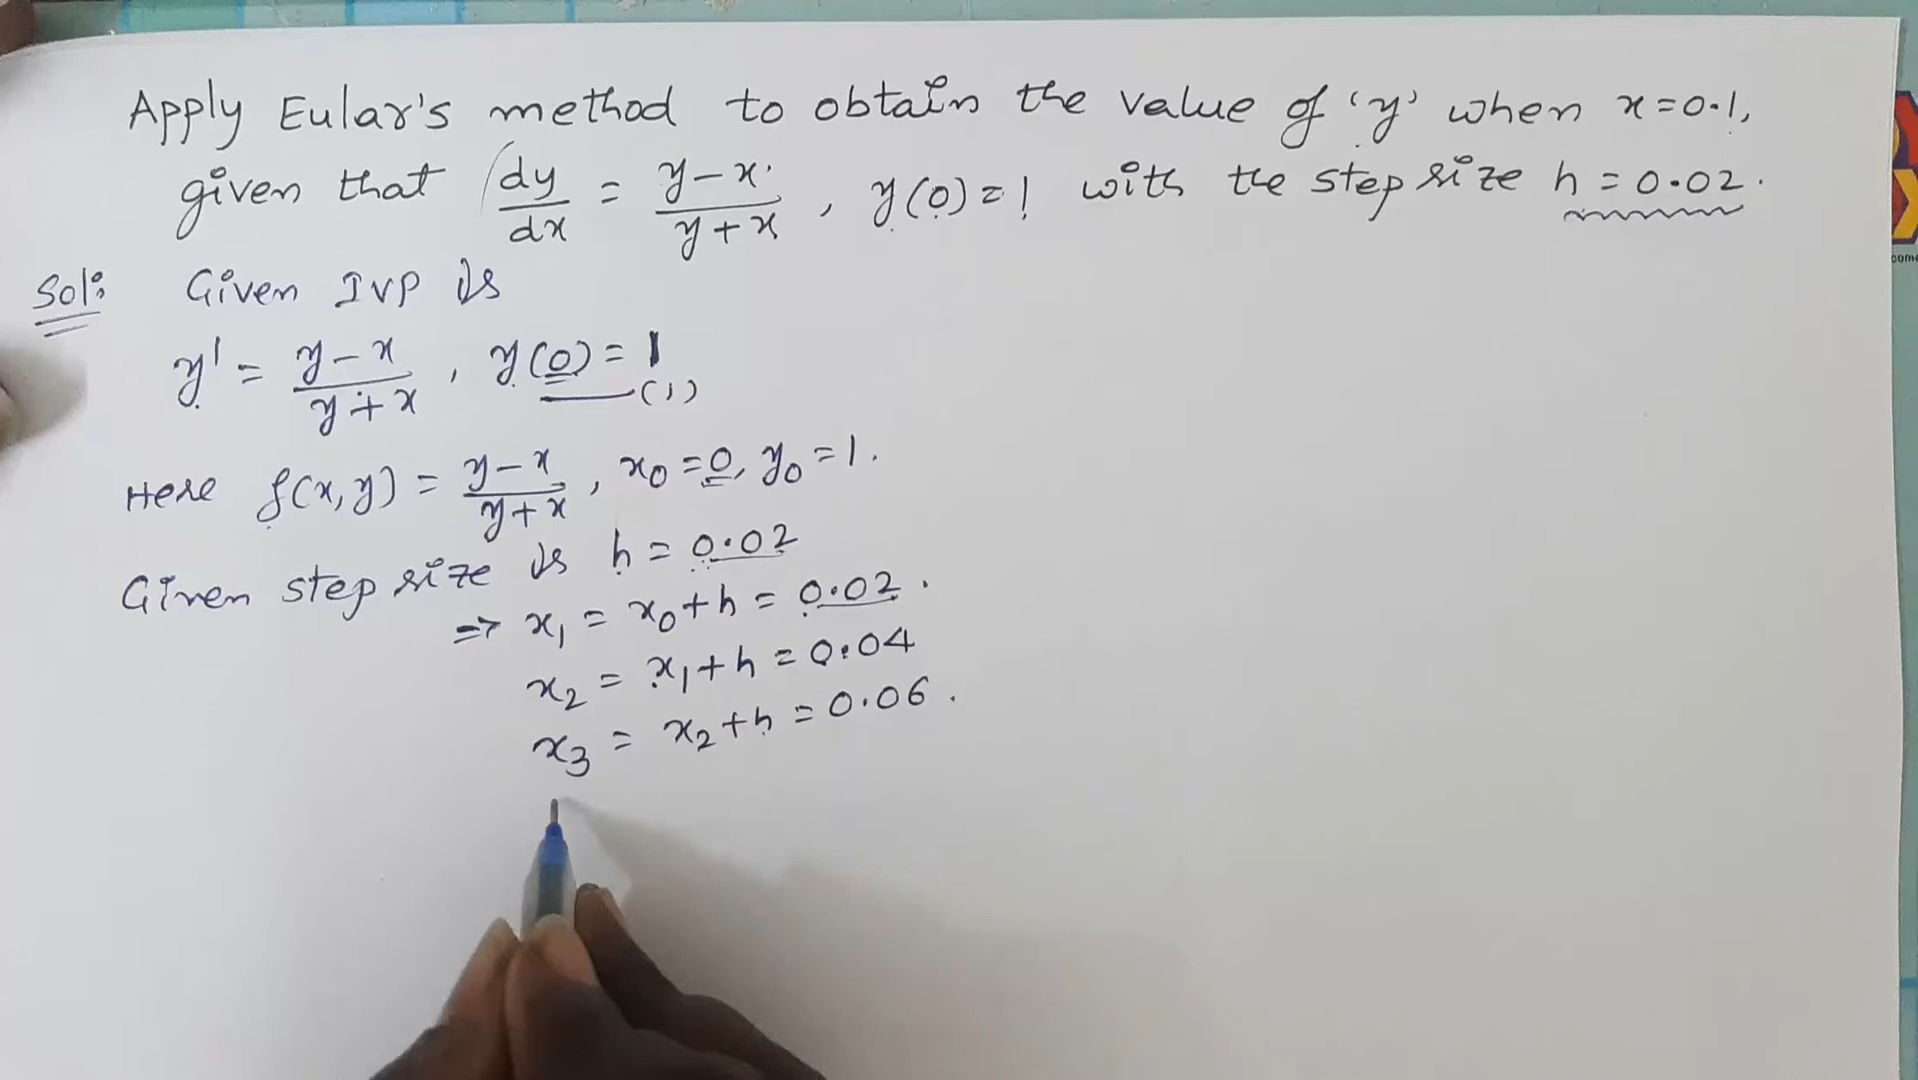 Apply Eular's method to obtain the value of 'y' when x=0.1,
given that dy/dx = y-x/y+x , y(0)=1 with the step size h=0.02.
Sol: Given IVP is
y' = y-x/y+x , y(0)=1 (1)
Here f(x,y) = y-x/y+x , x0=0, y0=1.
Given step size is h=0.02
=> x1 = x0+h = 0.02.
x2 = x1+h = 0.04
x3 = x2+h = 0.06.